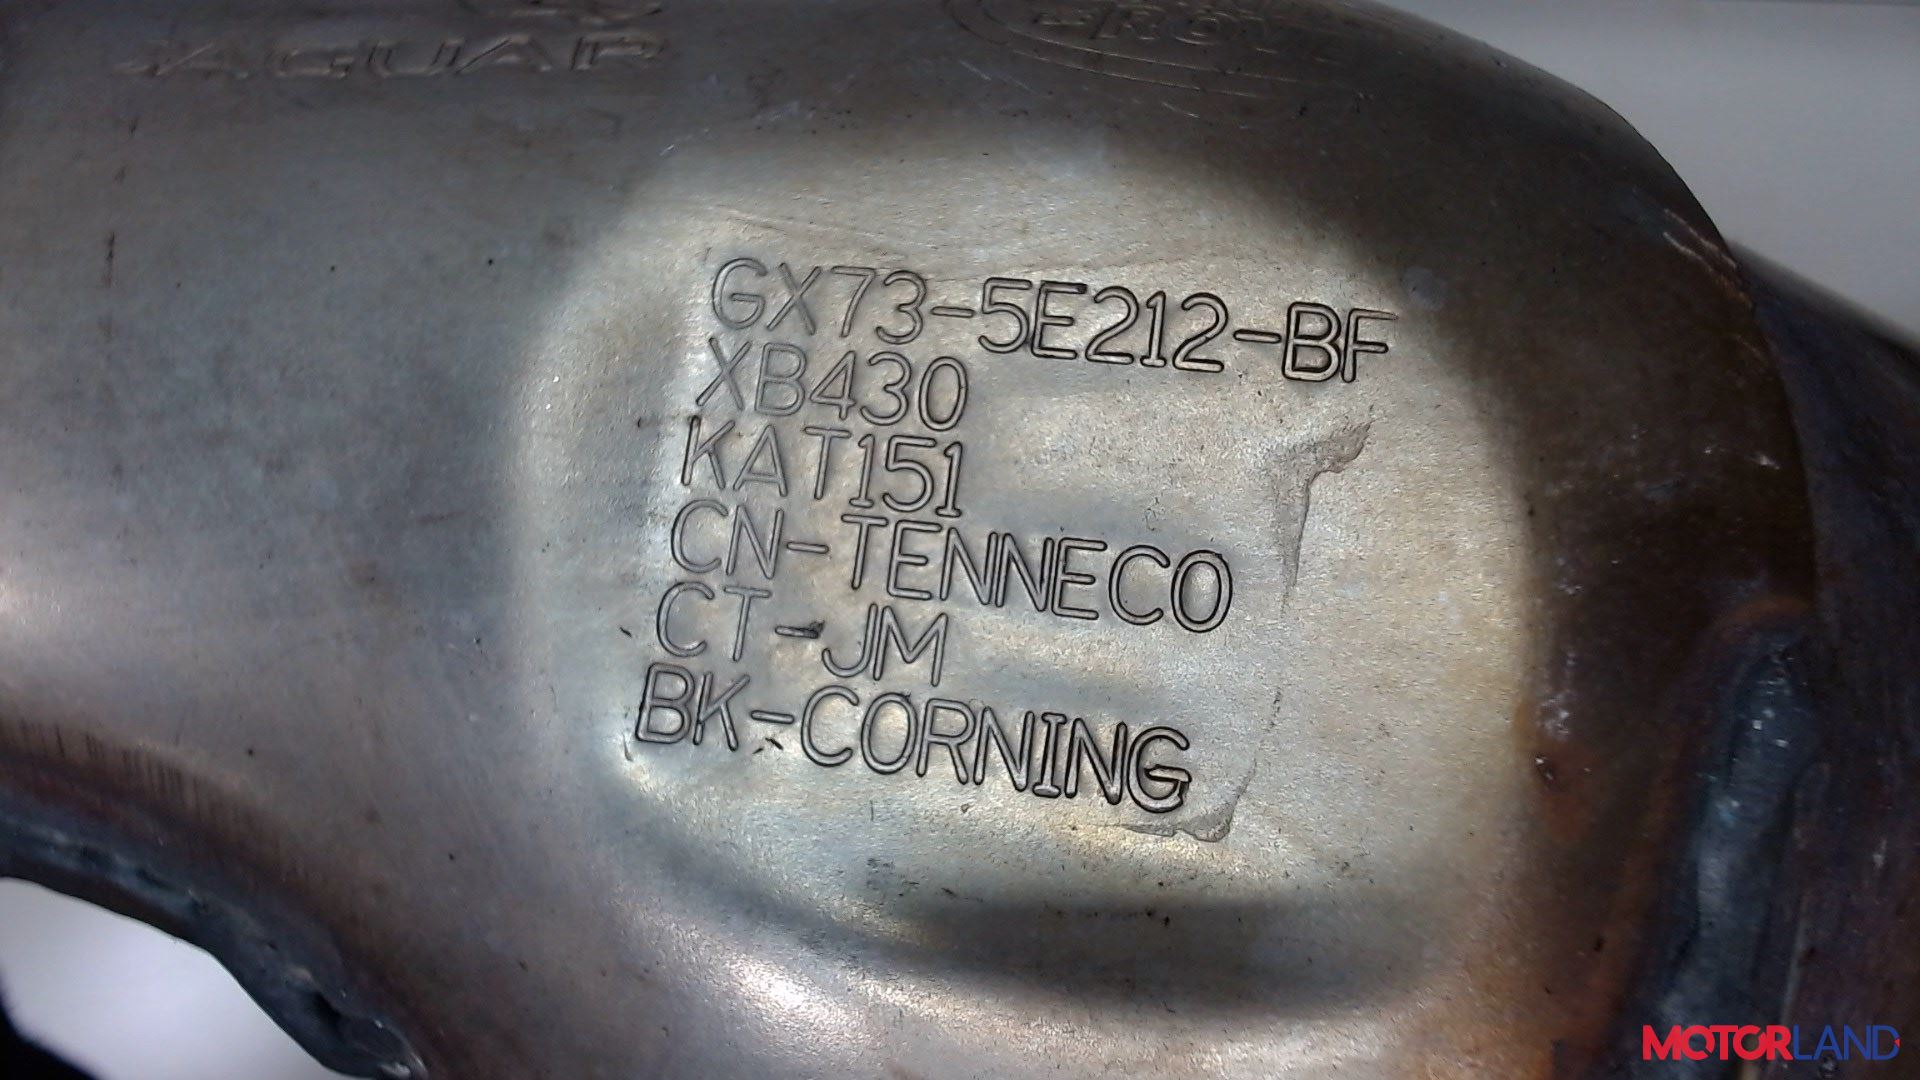 JAGUAR
GX73-5E212-BF
XB430
KAT151
CN-TENNECO
CT-JM
BK-CORNING
MOTORLAND